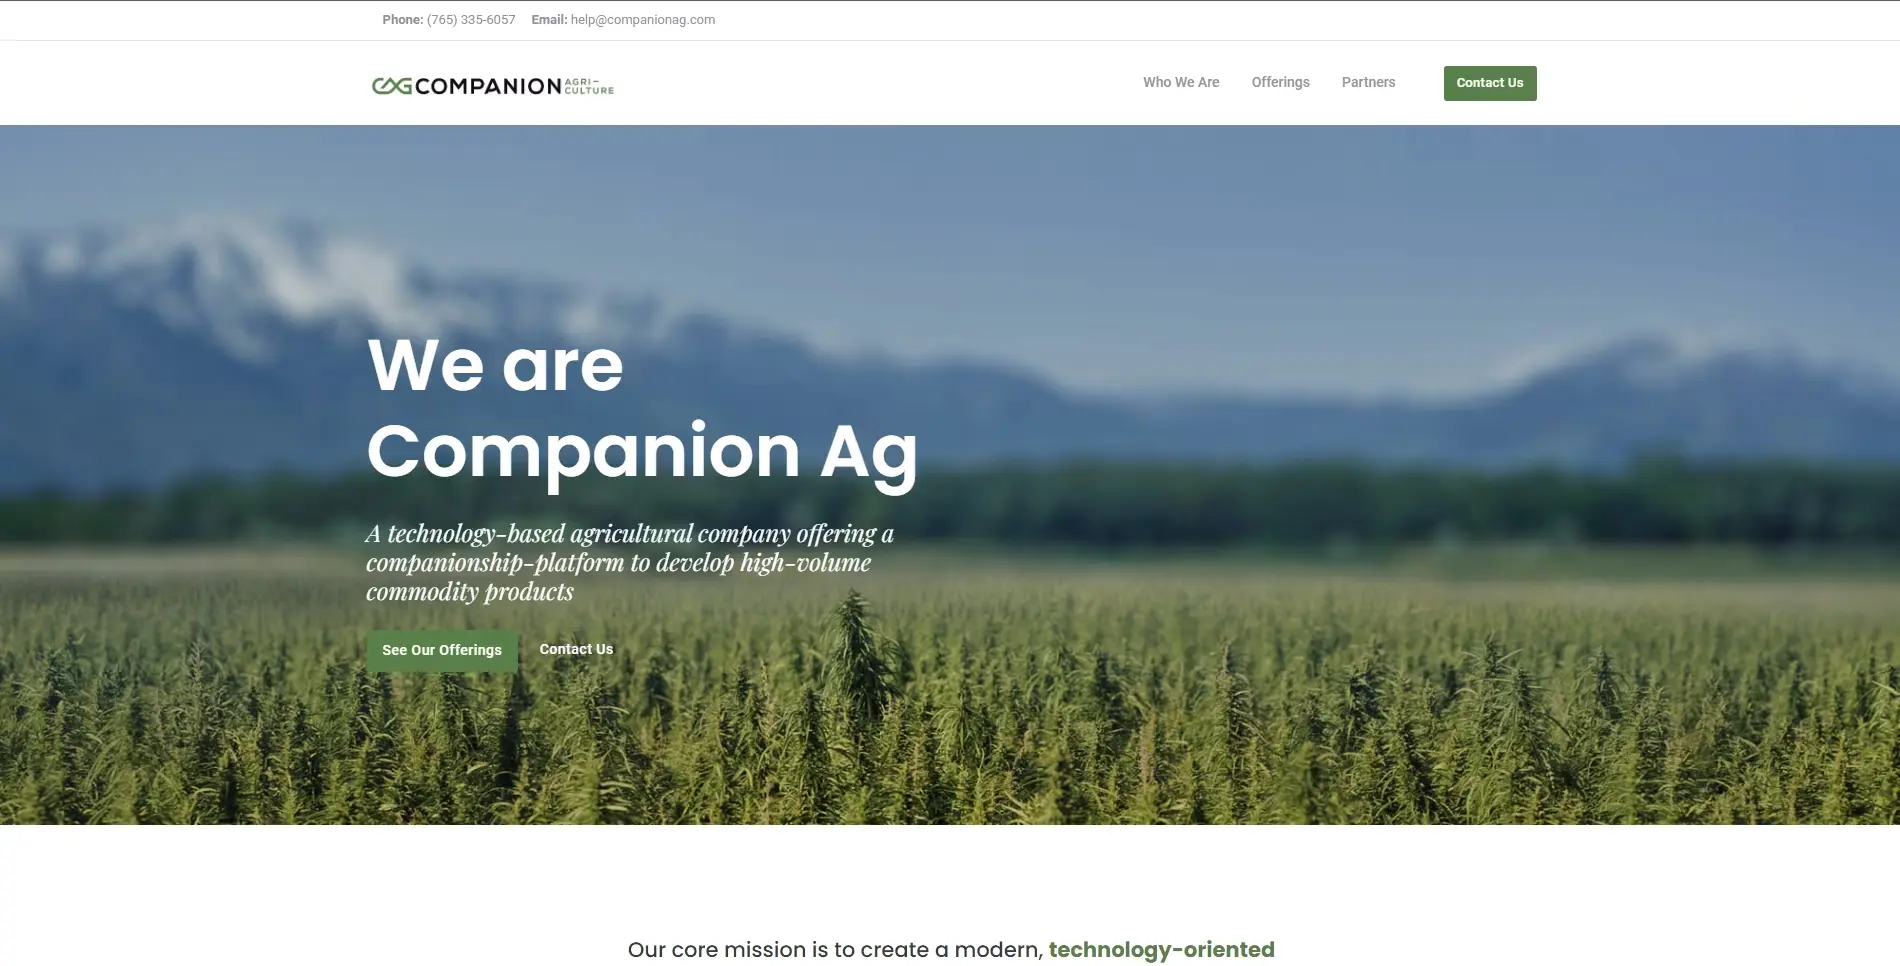 Phone: (765) 335-6057 Email: help@companionag.com
CAG COMPANION AGRI-
CULTURE
Who We Are Offerings Partners Contact Us
We are
Companion Ag
A technology-based agricultural company offering a
companionship-platform to develop high-volume
commodity products
See Our Offerings Contact Us
Our core mission is to create a modern, technology-oriented